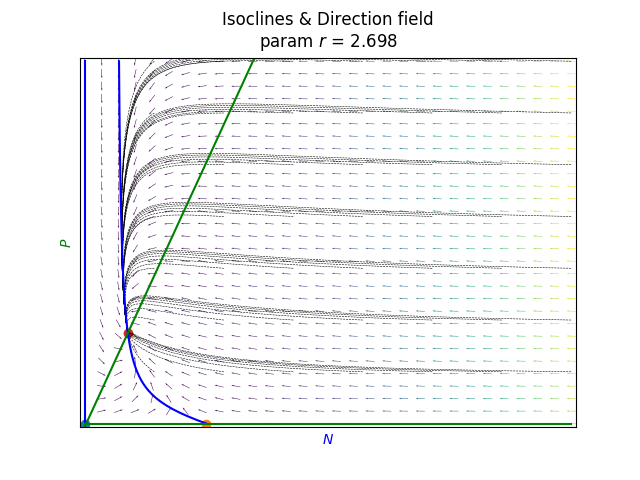 Isoclines & Direction field
param r = 2.698
P
N